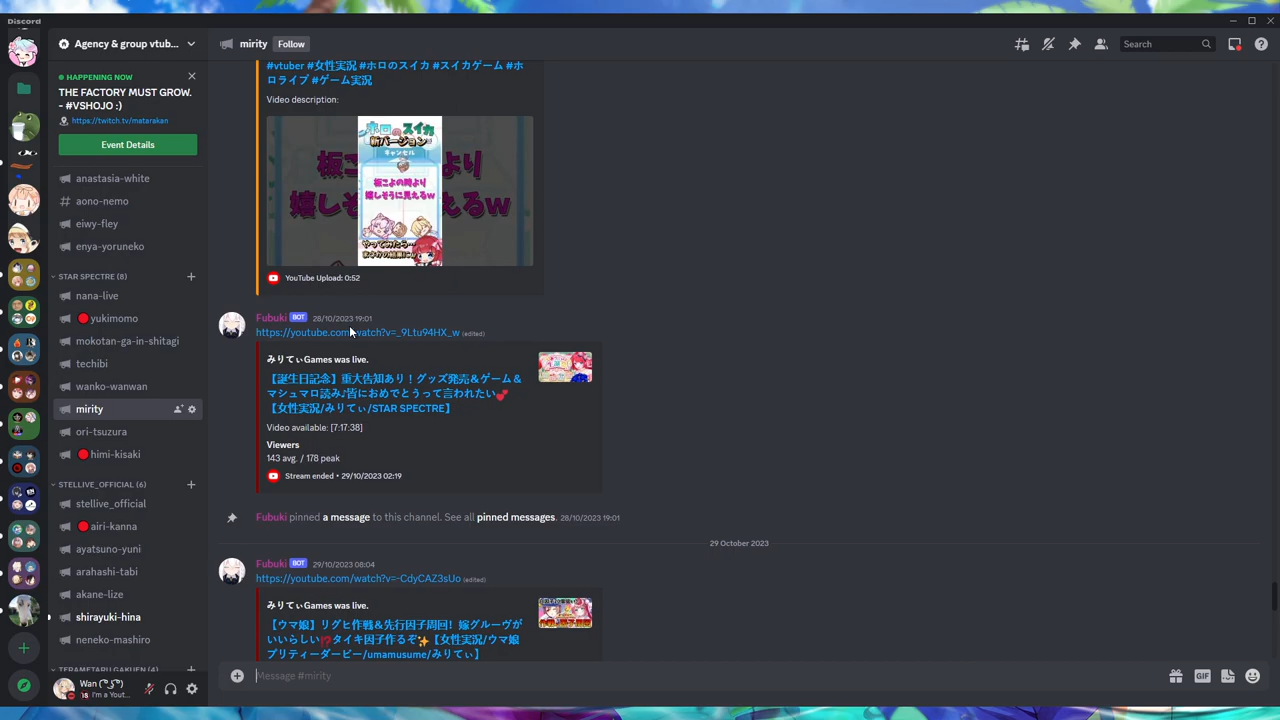 Discord
Agency & group vtub...
HAPPENING NOW
THE FACTORY MUST GROW.
- #VSHOJO :)
https://twitch.tv/matarakan
Event Details
anastasia-white
aono-nemo
eiwy-fley
enya-yoruneko
STAR SPECTRE (8)
nana-live
yukimomo
mokotan-ga-in-shtagi
techibi
wanko-wanwan
mirity
ori-tsuzura
himi-kisaki
STELLIVE_OFFICIAL (6)
stellive_official
airi-kanna
ayatsuno-yuni
arahashi-tabi
akane-lize
shirayuki-hina
neneko-mashiro
TERAMETARU GAKUEN (4)
Wan ( ͡° ͜ʖ ͡°)
I'm a Yout...
mirity
Follow
Search
#vtuber #女性実況 #ホロのスイカ #スイカゲーム #ホ
ロライブ #ゲーム実況
Video description:
新バージョン
キャンセル
板こよの時より
嬉しそうに見えるw
やってみたら…
YouTube Upload: 0:52
Fubuki BOT 28/10/2023 19:01
https://youtube.com/watch?v=_9Ltu94HX_w (edited)
みりてぃGames was live.
【誕生日記念】重大告知あり！グッズ発売＆ゲーム＆
マシュマロ読み♪皆におめでとうって言われたい💕
【女性実況/みりてぃ/STAR SPECTRE】
Video available: [7:17:38]
Viewers
143 avg. / 178 peak
Stream ended • 29/10/2023 02:19
Fubuki pinned a message to this channel. See all pinned messages. 28/10/2023 19:01
29 October 2023
Fubuki BOT 29/10/2023 08:04
https://youtube.com/watch?v=-CdyCAZ3sUo (edited)
みりてぃGames was live.
【ウマ娘】リグヒ作戦＆先行因子周回！嫁グルーヴが
いいらしい⁉タイキ因子作るぞ✨【女性実況/ウマ娘
プリティーダービー/umamusume/みりてぃ】
Message #mirity
GIF